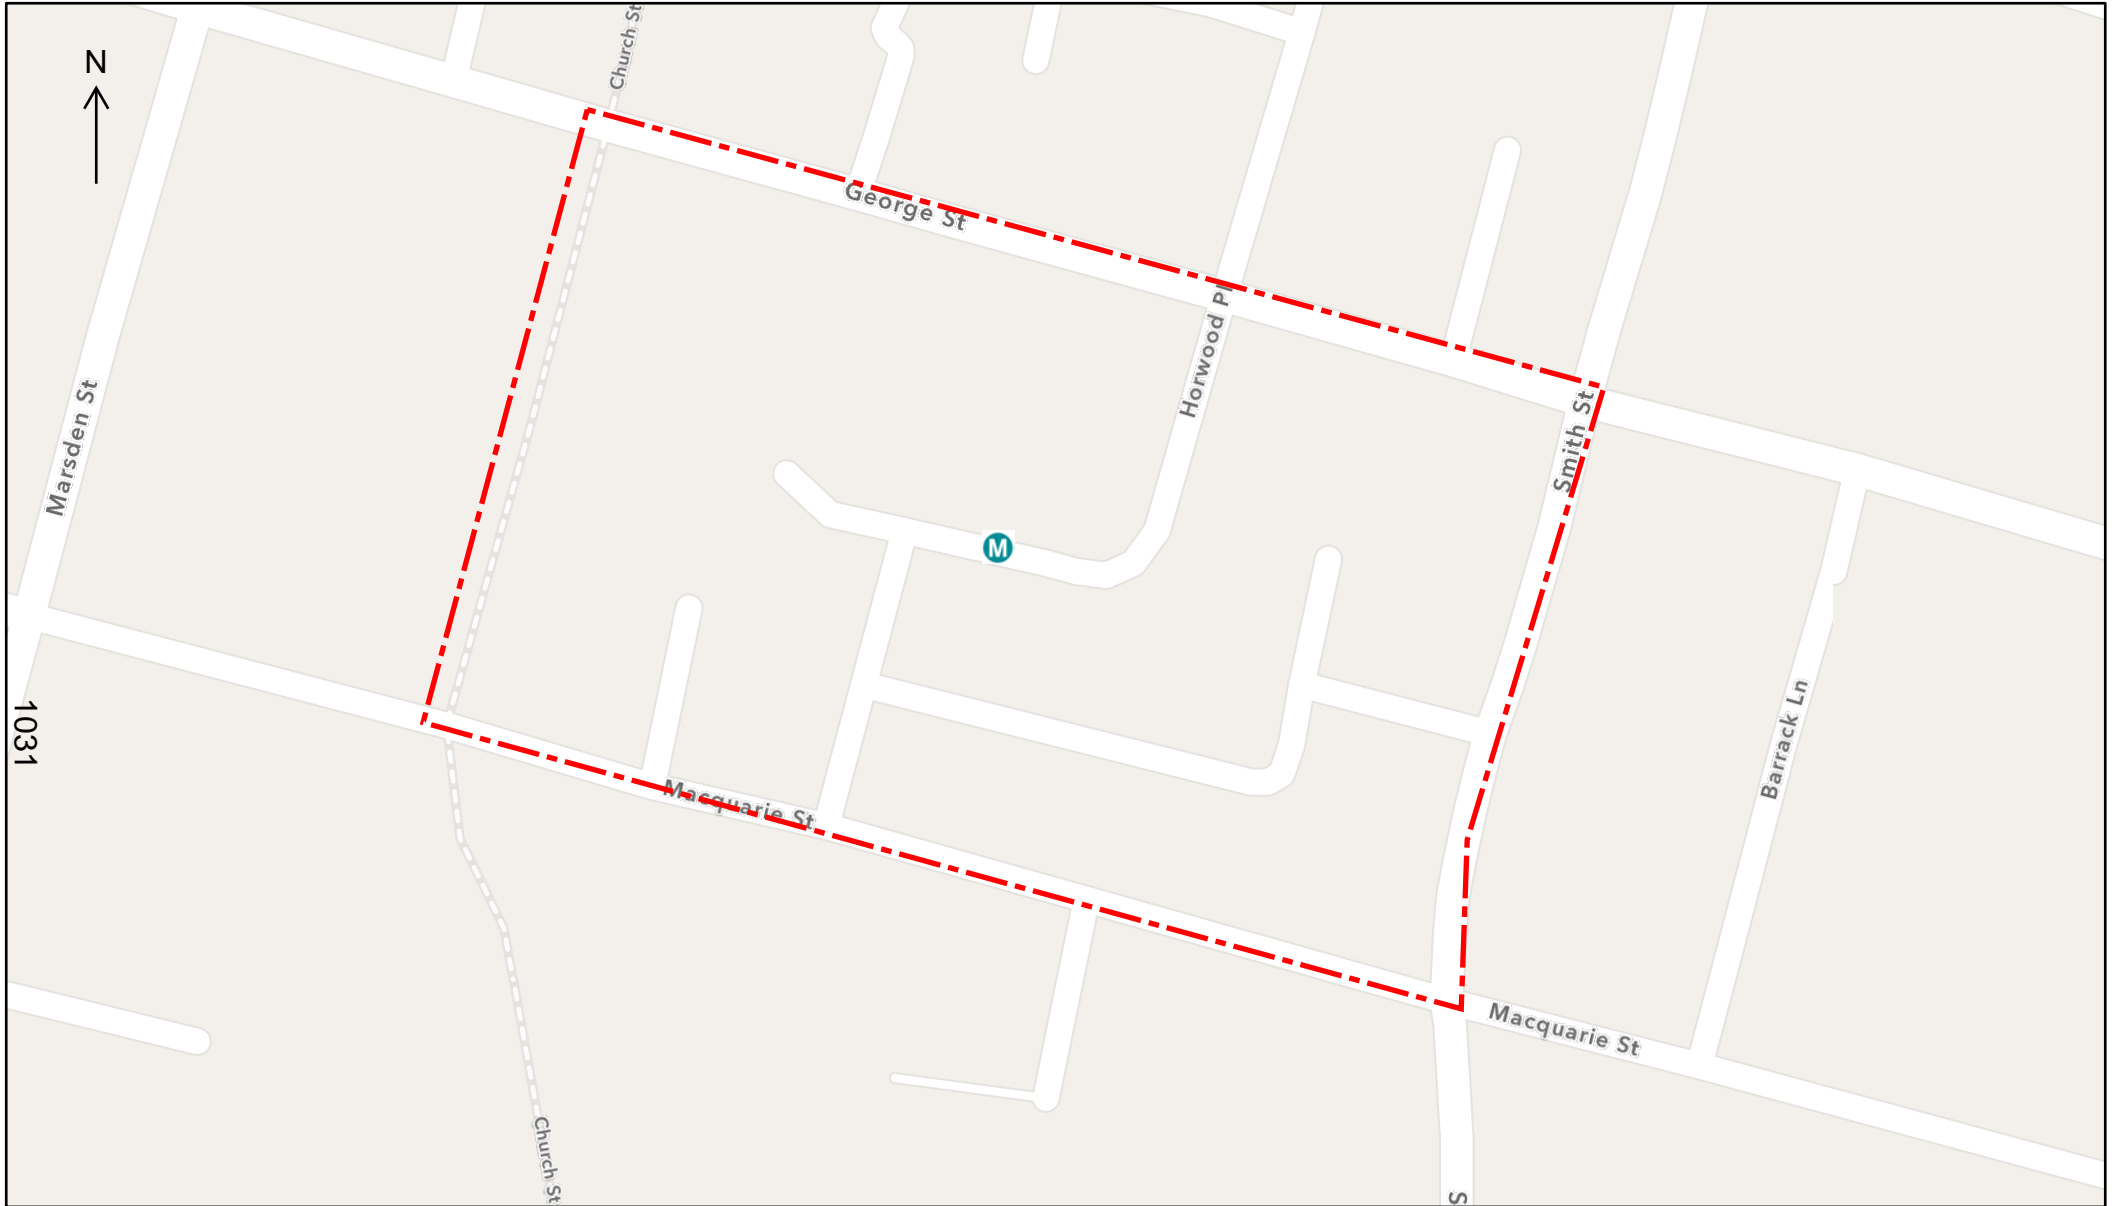 Church St
N
George St
Horwood Pl
Marsden St
Smith St
M
1031
Barrack Ln
Macquarie St
Macquarie St
Church St
S